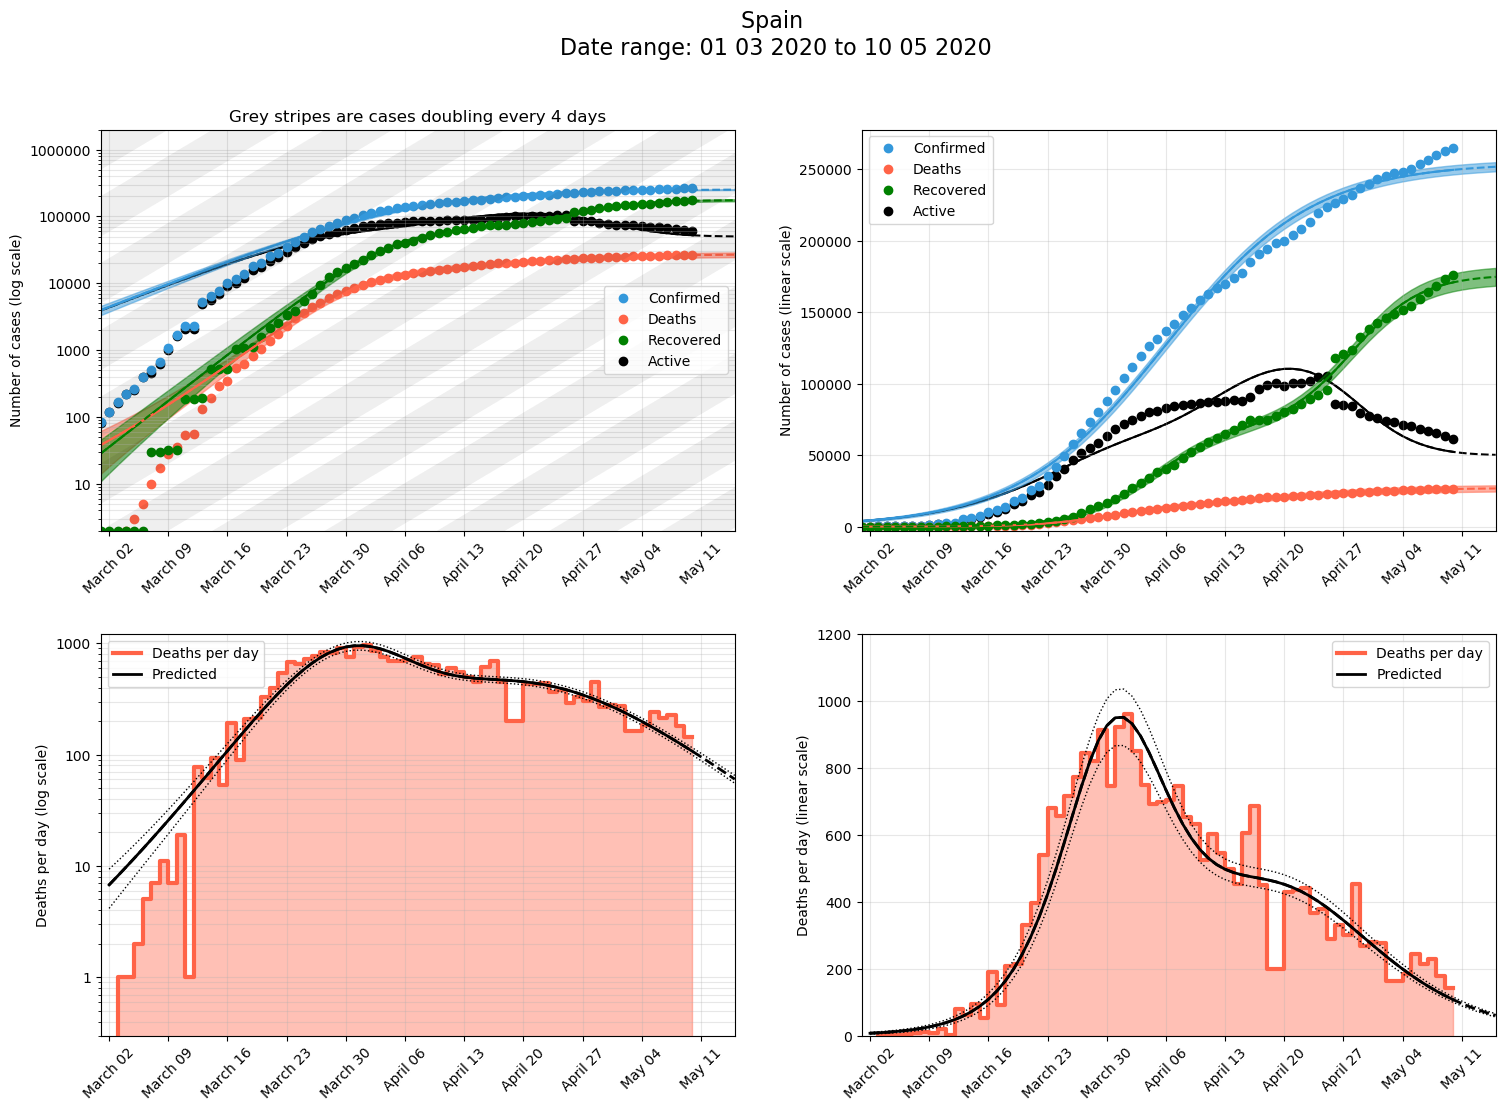 Spain
Date range: 01 03 2020 to 10 05 2020
Grey stripes are cases doubling every 4 days
Number of cases (log scale)
1000000
100000
10000
1000
100
10
Confirmed
Deaths
Recovered
Active
March 02
March 09
March 16
March 23
March 30
April 06
April 13
April 20
April 27
May 04
May 11
Number of cases (linear scale)
250000
200000
150000
100000
50000
0
Confirmed
Deaths
Recovered
Active
March 02
March 09
March 16
March 23
March 30
April 06
April 13
April 20
April 27
May 04
May 11
Deaths per day (log scale)
1000
100
10
1
Deaths per day
Predicted
March 02
March 09
March 16
March 23
March 30
April 06
April 13
April 20
April 27
May 04
May 11
Deaths per day (linear scale)
1200
1000
800
600
400
200
0
Deaths per day
Predicted
March 02
March 09
March 16
March 23
March 30
April 06
April 13
April 20
April 27
May 04
May 11